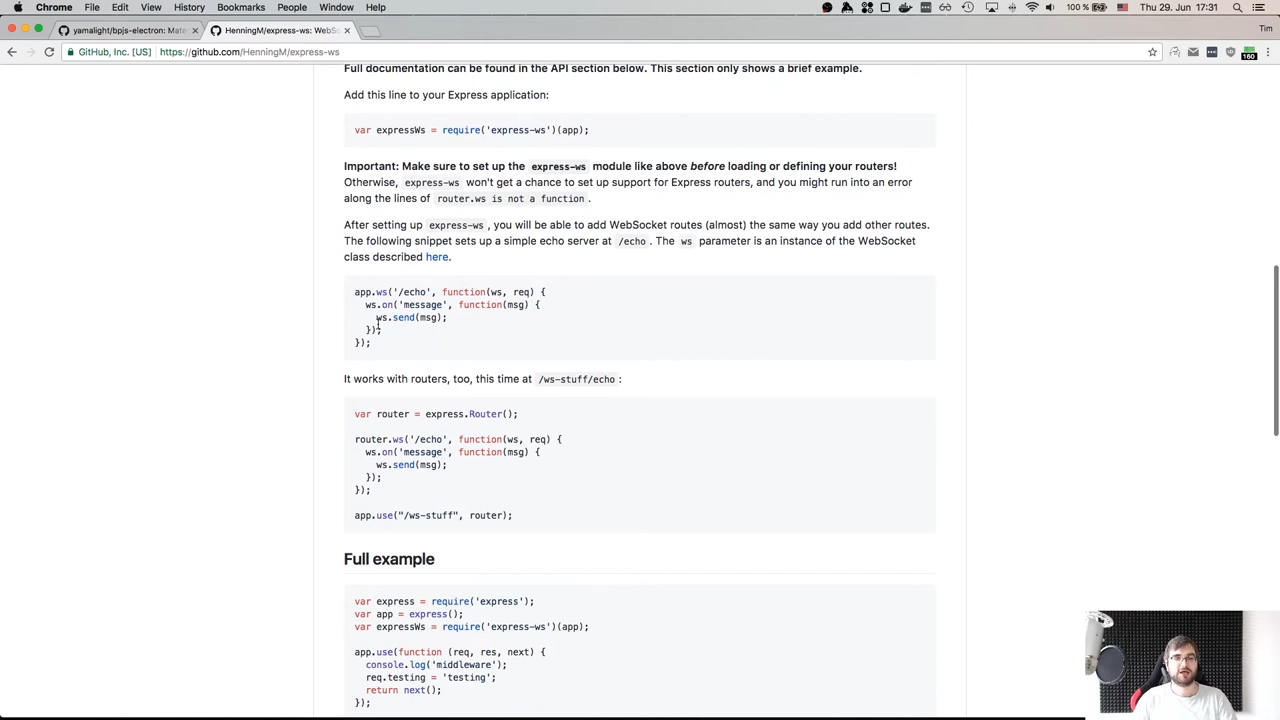 Chrome File Edit View History Bookmarks People Window Help 100 % Thu 29. Jun 17:31
yamalight/bpjs-electron: Mate HenningM/express-ws: WebSo Tim
GitHub, Inc. [US] https://github.com/HenningM/express-ws 160
Full documentation can be found in the API section below. This section only shows a brief example.
Add this line to your Express application:
var expressWs = require('express-ws')(app);
Important: Make sure to set up the express-ws module like above before loading or defining your routers!
Otherwise, express-ws won't get a chance to set up support for Express routers, and you might run into an error
along the lines of router.ws is not a function .
After setting up express-ws , you will be able to add WebSocket routes (almost) the same way you add other routes.
The following snippet sets up a simple echo server at /echo . The ws parameter is an instance of the WebSocket
class described here.
app.ws('/echo', function(ws, req) {
ws.on('message', function(msg) {
ws.send(msg);
});
});
It works with routers, too, this time at /ws-stuff/echo :
var router = express.Router();
router.ws('/echo', function(ws, req) {
ws.on('message', function(msg) {
ws.send(msg);
});
});
app.use("/ws-stuff", router);
Full example
var express = require('express');
var app = express();
var expressWs = require('express-ws')(app);
app.use(function (req, res, next) {
console.log('middleware');
req.testing = 'testing';
return next();
});